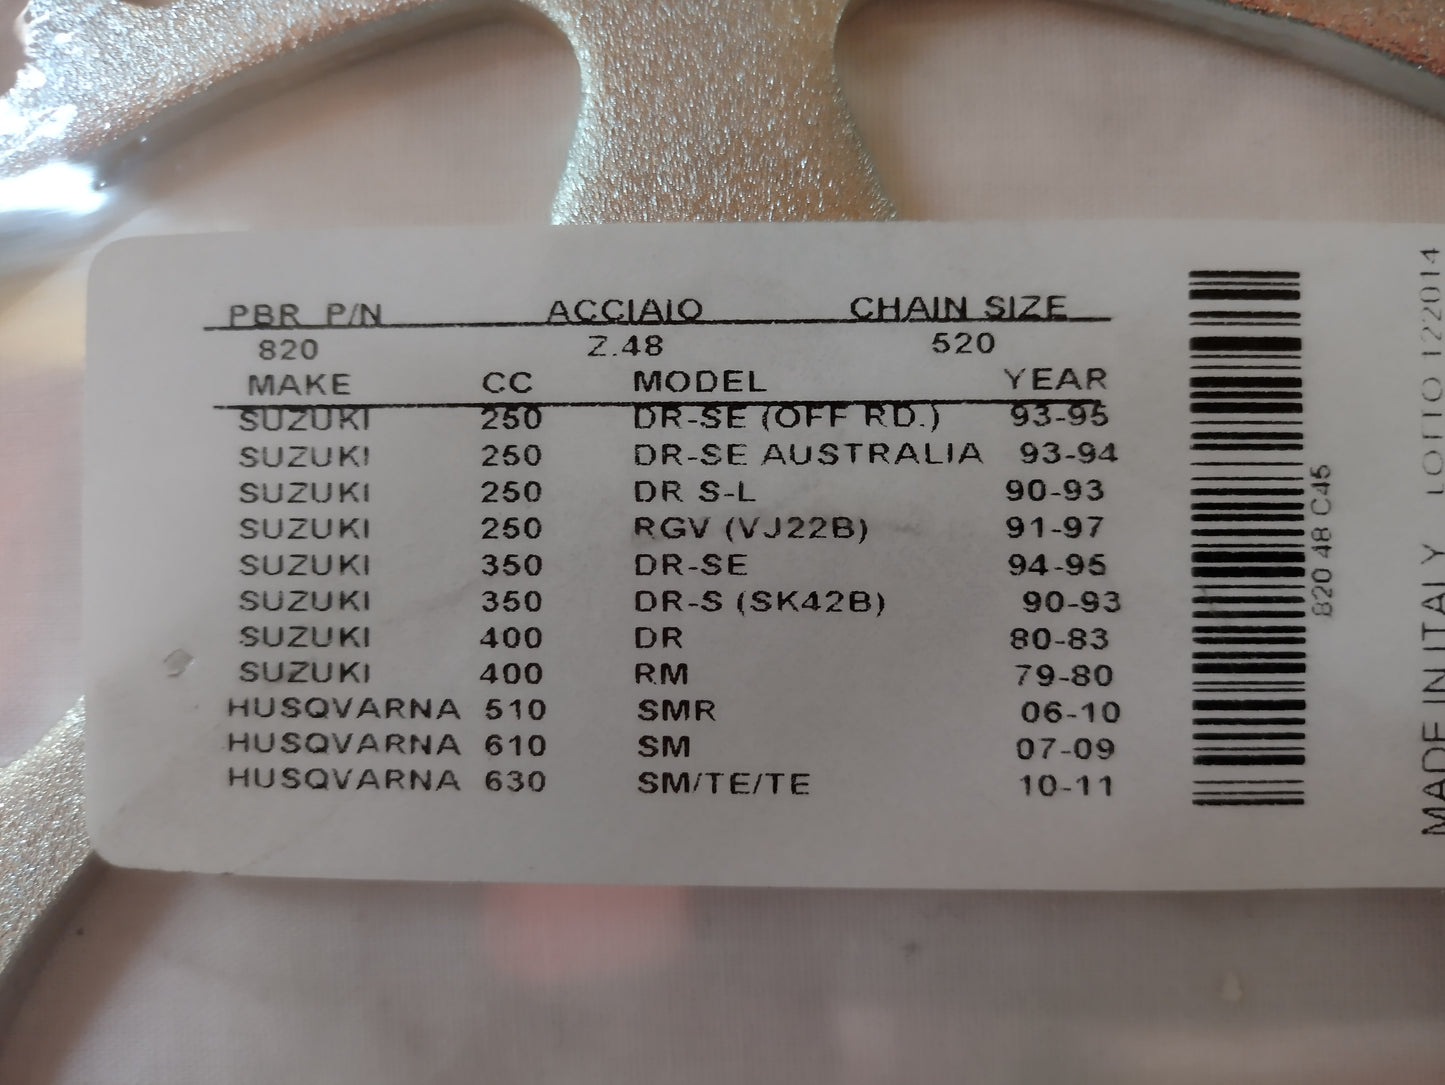 PBR P/N ACCIAIO CHAIN SIZE
820 Z.48 520
MAKE CC MODEL YEAR
SUZUKI 250 DR-SE (OFF RD.) 93-95
SUZUKI 250 DR-SE AUSTRALIA 93-94
SUZUKI 250 DR S-L 90-93
SUZUKI 250 RGV (VJ22B) 91-97
SUZUKI 350 DR-SE 94-95
SUZUKI 350 DR-S (SK42B) 90-93
SUZUKI 400 DR 80-83
SUZUKI 400 RM 79-80
HUSQVARNA 510 SMR 06-10
HUSQVARNA 610 SM 07-09
HUSQVARNA 630 SM/TE/TE 10-11
820 48 C45
MADE IN ITALY LOTTO 122014